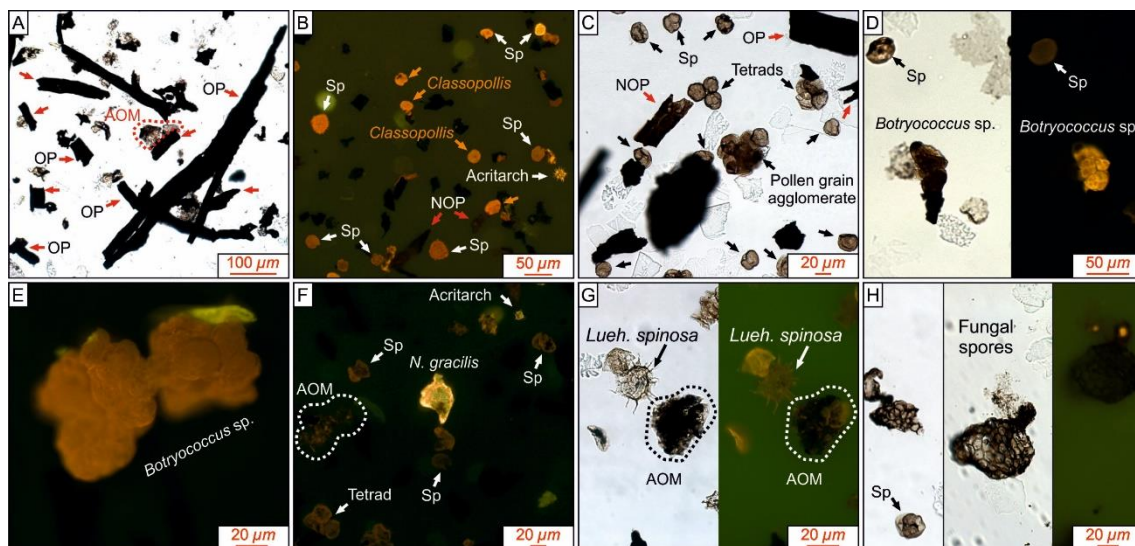 A
OP
AOM
OP
OP
OP
100 µm
B
Sp
Classopollis
Sp
Classopollis
Sp
Acritarch
NOP
Sp
Sp
50 µm
C
Sp
OP
NOP
Tetrads
Pollen grain
agglomerate
20 µm
D
Sp
Sp
Botryococcus sp.
Botryococcus sp.
50 µm
E
Botryococcus sp.
20 µm
F
Acritarch
Sp
N. gracilis
Sp
AOM
Sp
Tetrad
20 µm
G
Lueh. spinosa
Lueh. spinosa
AOM
AOM
20 µm
H
Fungal
spores
Sp
20 µm